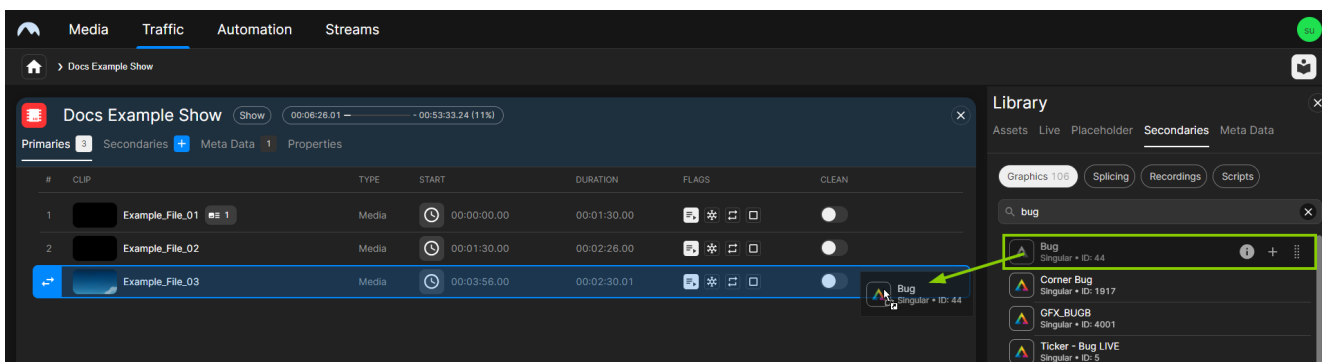 Media Traffic Automation Streams
su
Docs Example Show
Docs Example Show Show 00:06:26.01 - 00:53:33.24 (11%)
Primaries 3 Secondaries + Meta Data 1 Properties
# CLIP TYPE START DURATION FLAGS CLEAN
1 Example_File_01 1 Media 00:00:00.00 00:01:30.00
2 Example_File_02 Media 00:01:30.00 00:02:26.00
Example_File_03 Media 00:03:56.00 00:02:30.01
Bug
Singular • ID: 44
Library
Assets Live Placeholder Secondaries Meta Data
Graphics 106 Splicing Recordings Scripts
bug
Bug
Singular • ID: 44
Corner Bug
Singular • ID: 1917
GFX_BUGB
Singular • ID: 4001
Ticker - Bug LIVE
Singular • ID: 5